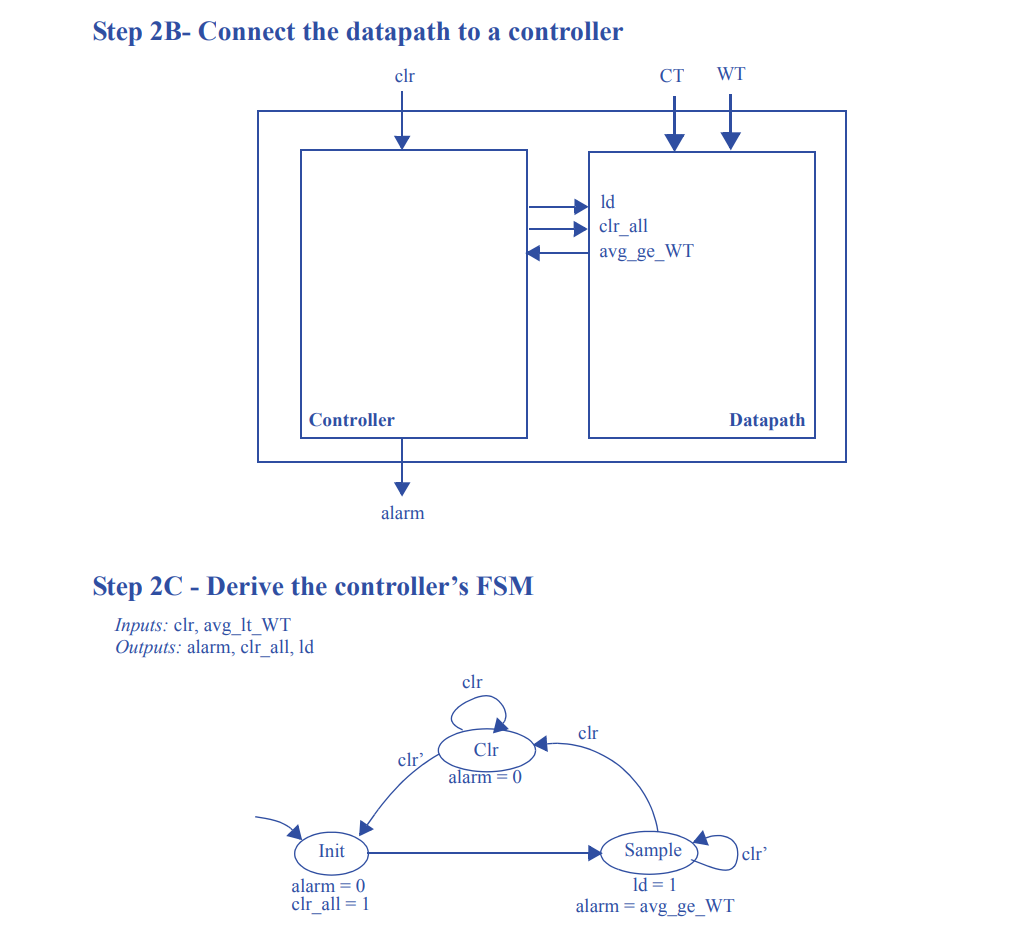 Step 2B- Connect the datapath to a controller
clr
CT
WT
ld
clr_all
avg_ge_WT
Controller
Datapath
alarm
Step 2C - Derive the controller’s FSM
Inputs: clr, avg_lt_WT
Outputs: alarm, clr_all, ld
clr
clr
Clr
clr’
alarm = 0
Init
Sample
clr’
alarm = 0
clr_all = 1
ld = 1
alarm = avg_ge_WT